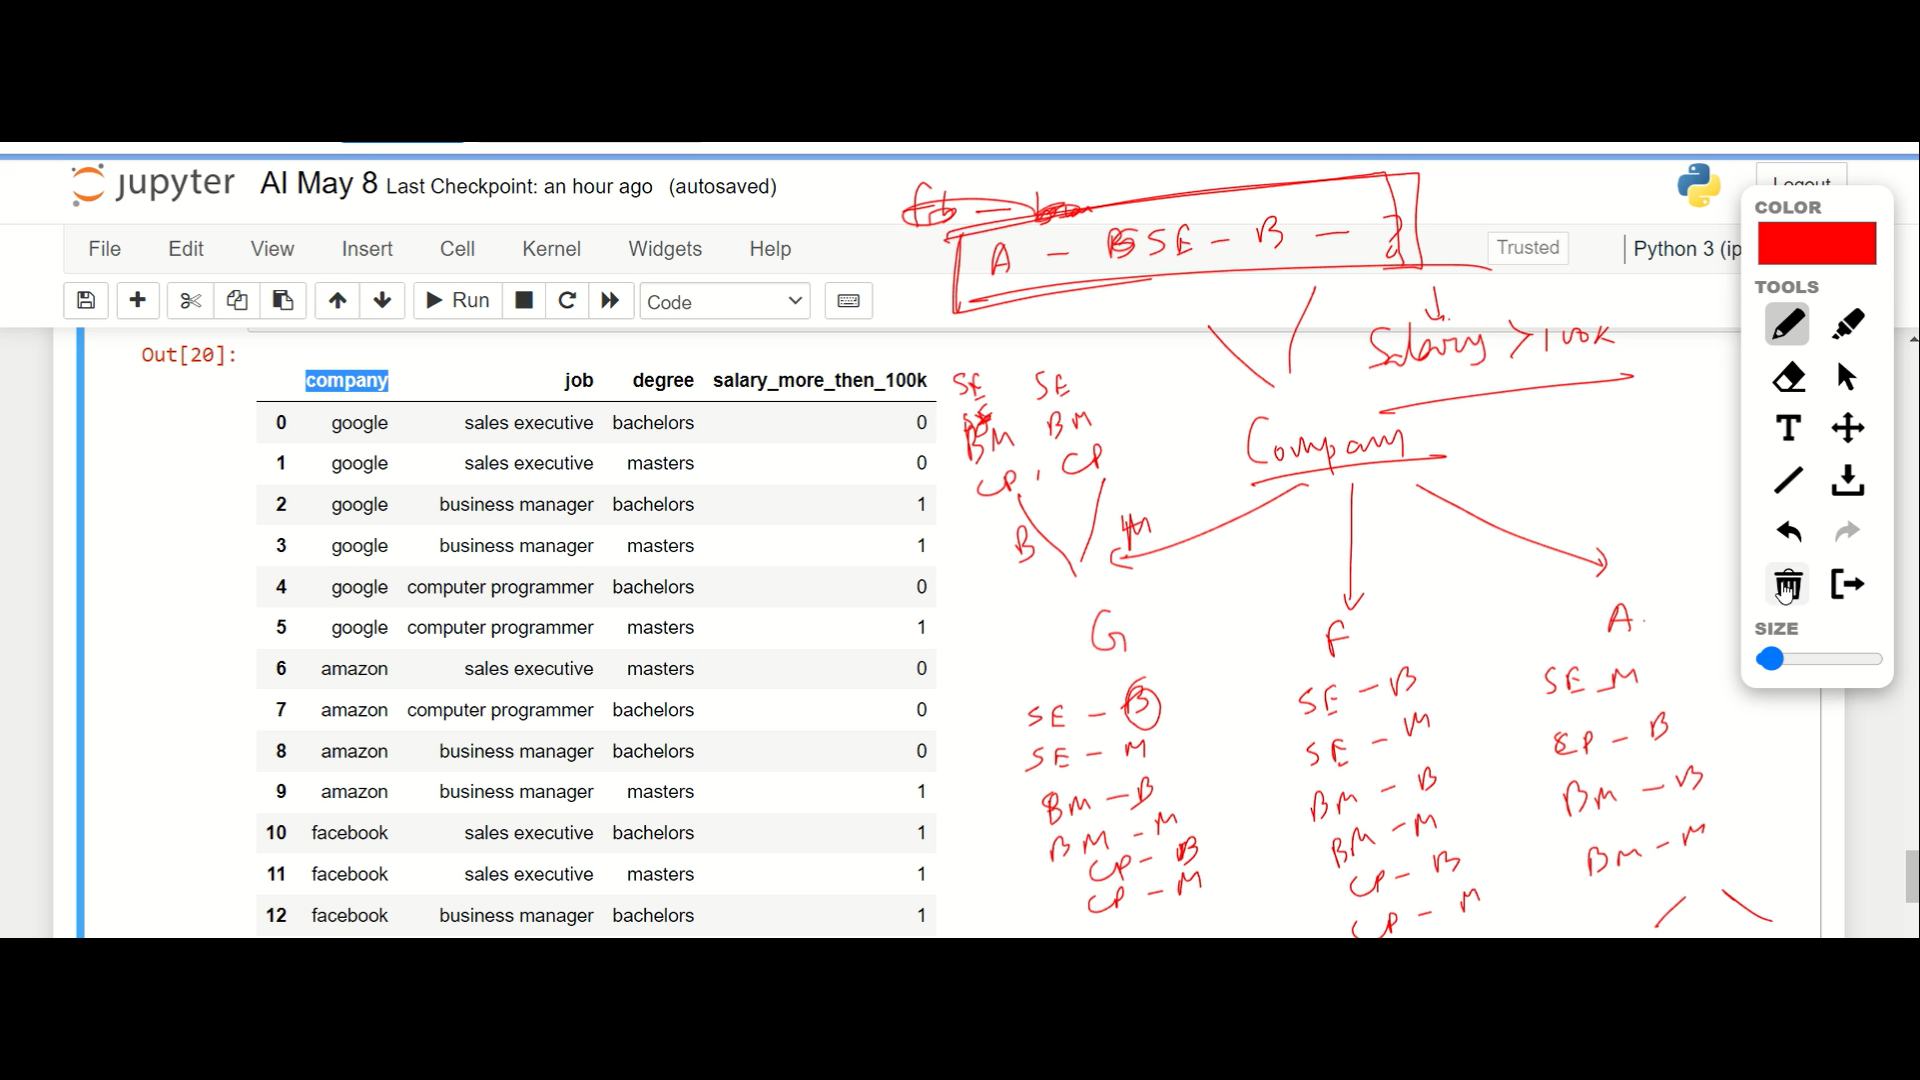 jupyter AI May 8 Last Checkpoint: an hour ago (autosaved)
Logout
File Edit View Insert Cell Kernel Widgets Help
Trusted Python 3 (ip
Run Code
A - SE - B - ?
Salary > 100K
Out[20]:
company job degree salary_more_then_100k
0 google sales executive bachelors 0
1 google sales executive masters 0
2 google business manager bachelors 1
3 google business manager masters 1
4 google computer programmer bachelors 0
5 google computer programmer masters 1
6 amazon sales executive masters 0
7 amazon computer programmer bachelors 0
8 amazon business manager bachelors 0
9 amazon business manager masters 1
10 facebook sales executive bachelors 1
11 facebook sales executive masters 1
12 facebook business manager bachelors 1
SE SE
BM BM
CP, CP
B M
Company
G
SE - B
SE - M
BM - B
BM - M
CP - B
CP - M
F
SE - B
SE - M
BM - B
BM - M
CP - B
CP - M
A
SE - M
CP - B
BM - B
BM - M
COLOR
TOOLS
T
SIZE